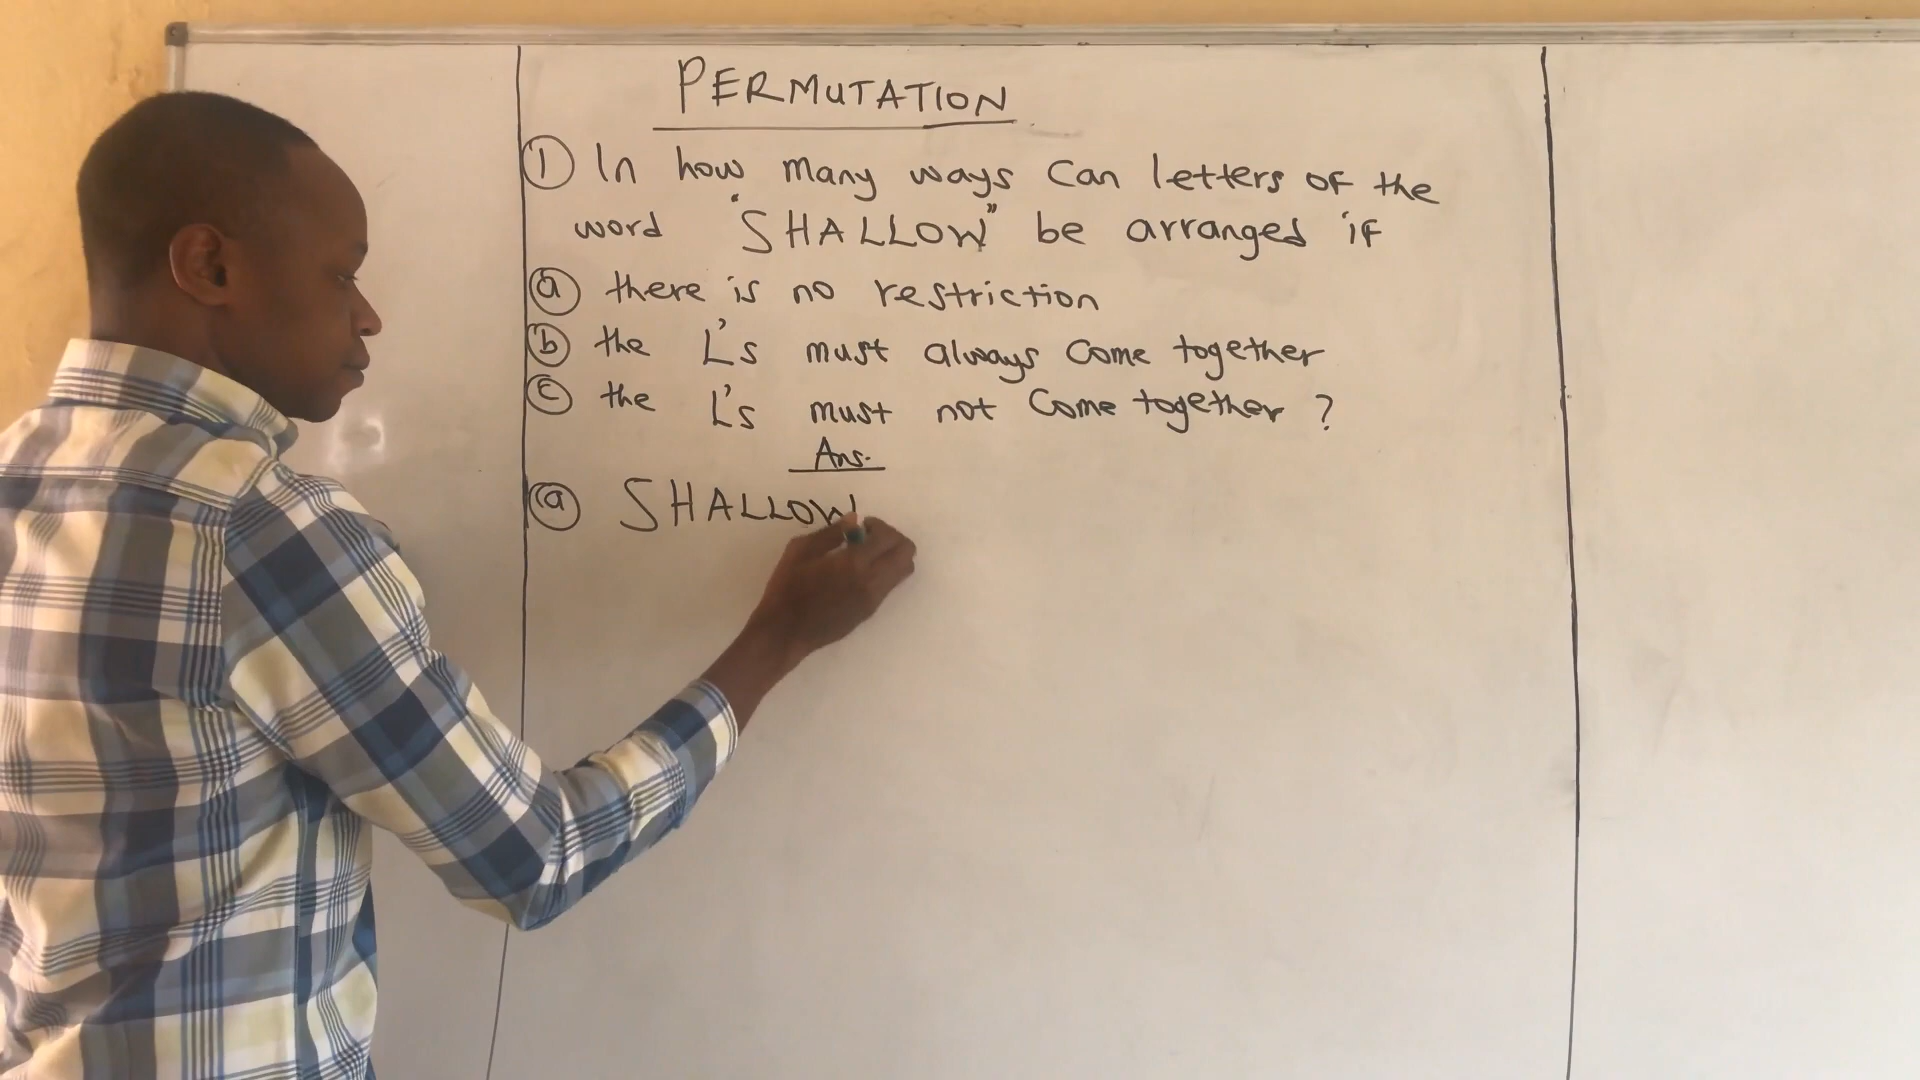 PERMUTATION
① In how many ways can letters of the
word "SHALLOW" be arranged if
ⓐ there is no restriction
ⓑ the L's must always come together
ⓒ the L's must not come together ?
Ans.
ⓐ SHALLOW